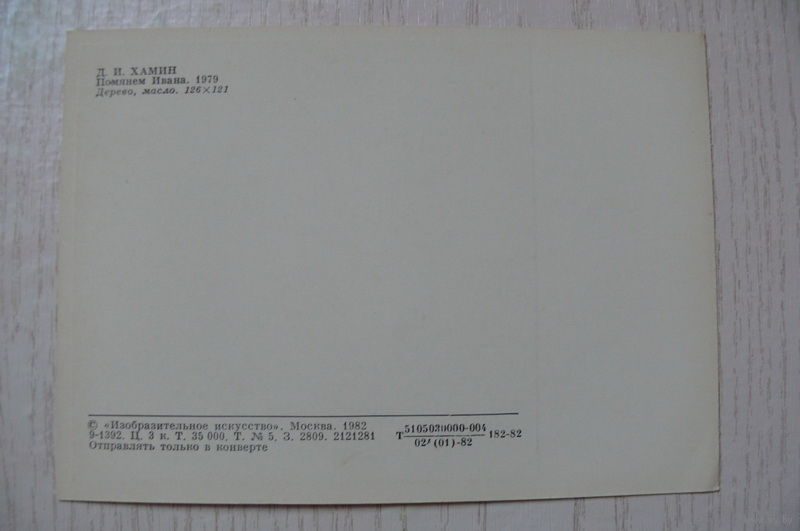 Д. И. ХАМИН
Помянем Ивана. 1979
Дерево, масло. 126×121
© «Изобразительное искусство». Москва. 1982
9-1392. Ц. 3 к. Т. 35 000. Т. № 5. З. 2809. 2121281
Отправлять только в конверте
Т 5105030000-004 182-82
02 (01)-82